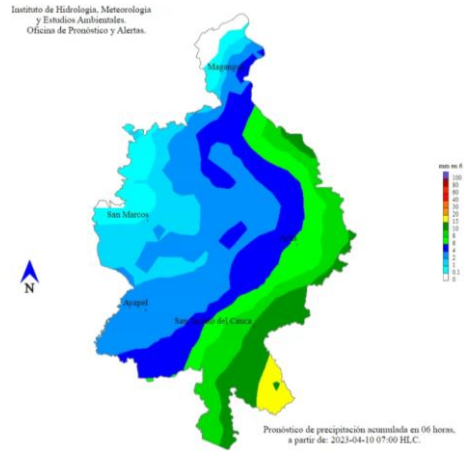 Instituto de Hidrología, Meteorología
y Estudios Ambientales.
Oficina de Pronóstico y Alertas.
Magangué
mm en 6
100
80
60
40
30
20
15
10
8
6
4
2
1
0.1
0
San Marcos
N
Ayapel
San Jacinto del Cauca
Pronóstico de precipitación acumulada en 06 horas,
a partir de: 2023-04-10 07:00 HLC.